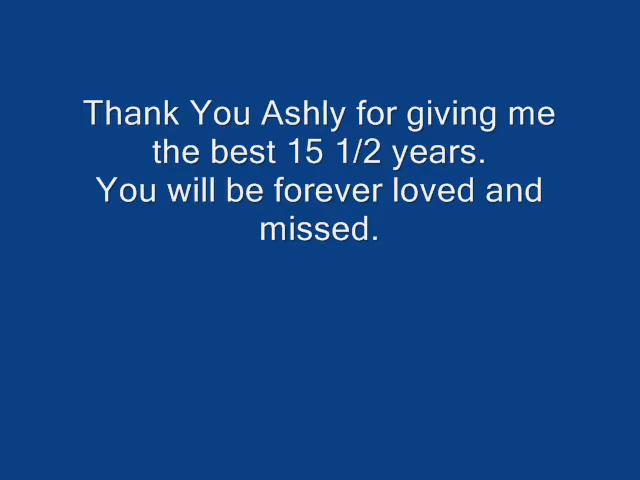 Thank You Ashly for giving me
the best 15 1/2 years.
You will be forever loved and
missed.